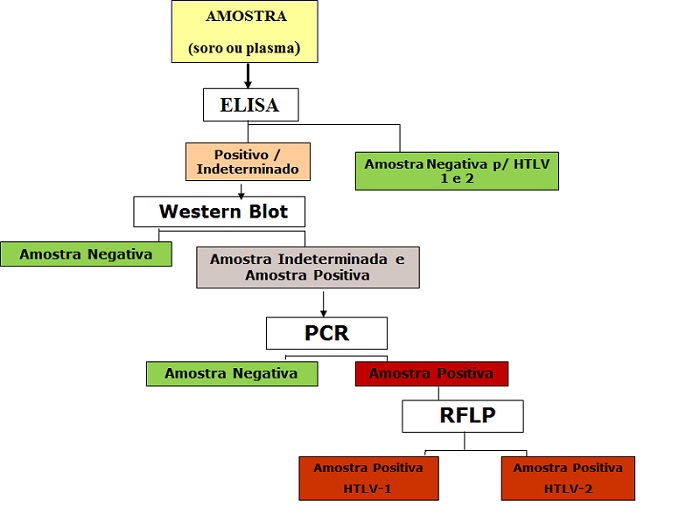 AMOSTRA
(soro ou plasma)
ELISA
Positivo /
Indeterminado
Amostra Negativa p/ HTLV
1 e 2
Western Blot
Amostra Negativa
Amostra Indeterminada e
Amostra Positiva
PCR
Amostra Negativa
Amostra Positiva
RFLP
Amostra Positiva
HTLV-1
Amostra Positiva
HTLV-2